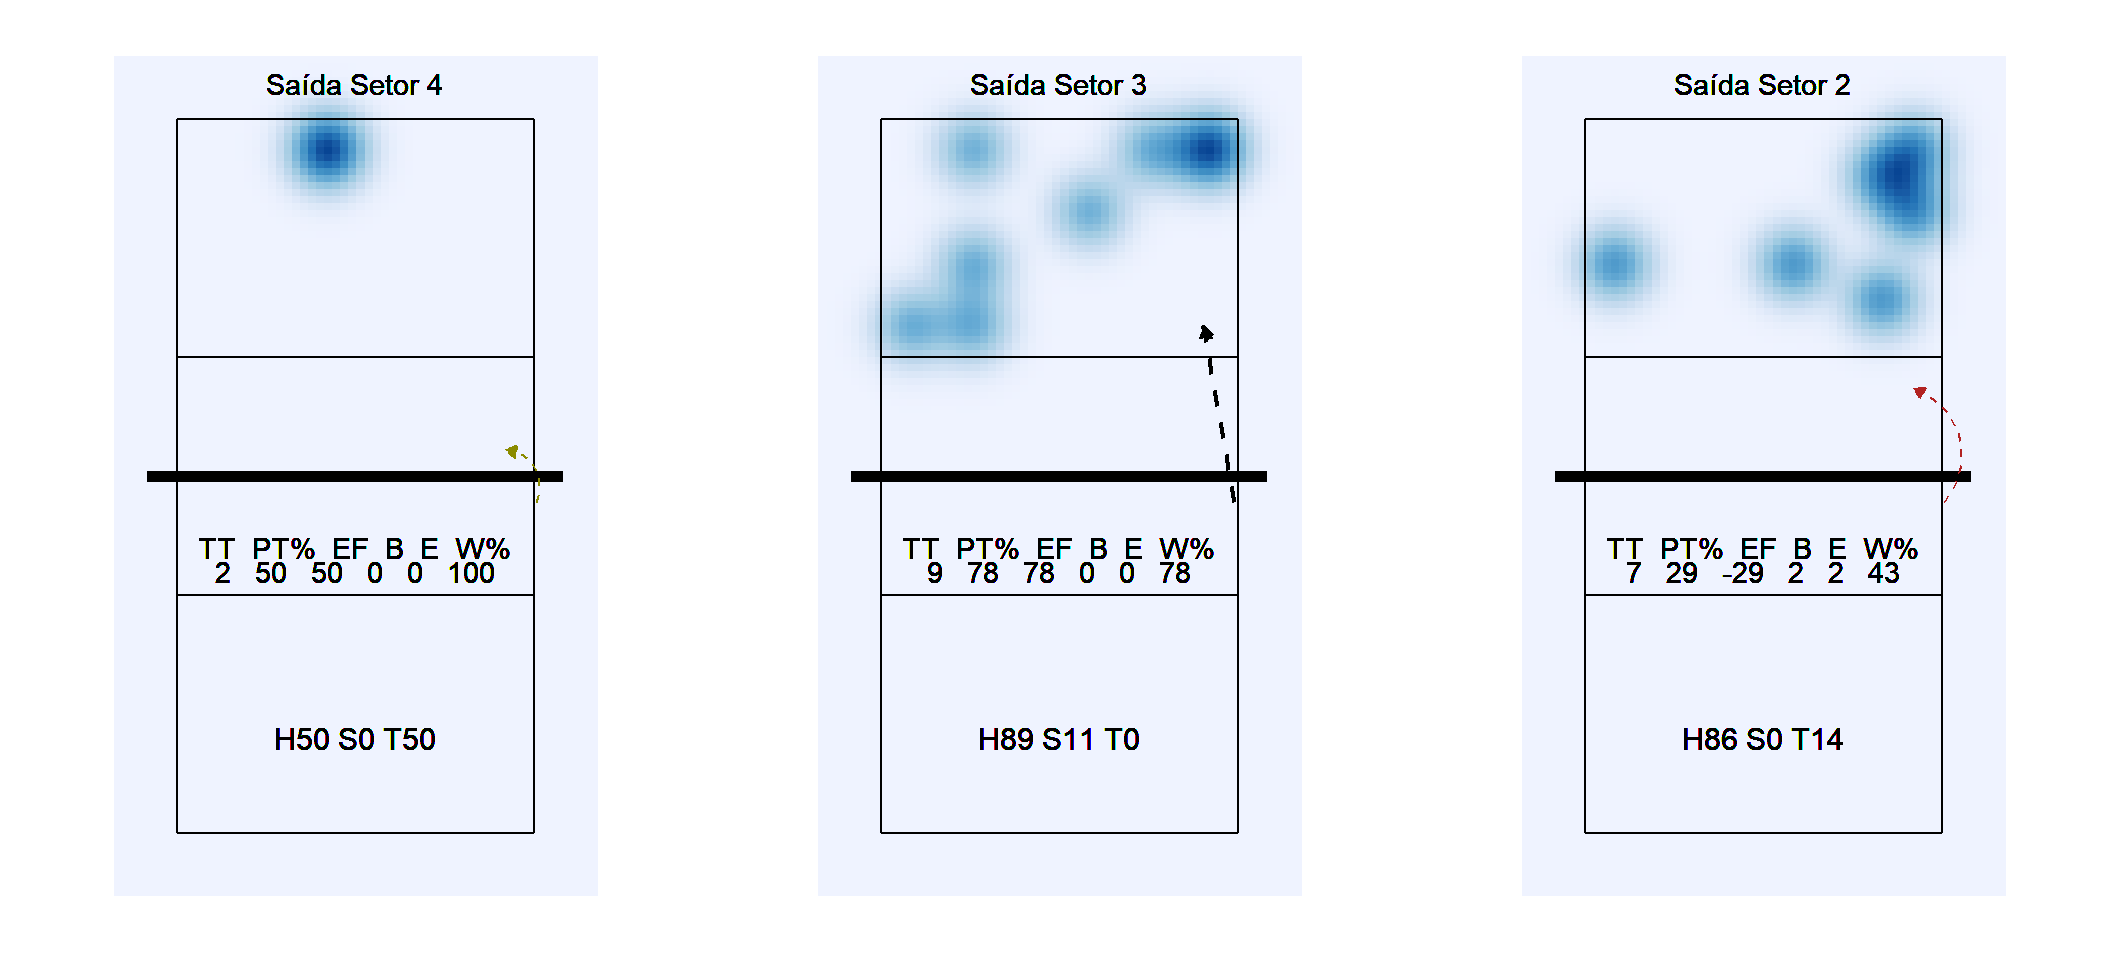 Saída Setor 4
TT PT% EF B E W%
2 50 50 0 0 100
H50 S0 T50
Saída Setor 3
TT PT% EF B E W%
9 78 78 0 0 78
H89 S11 T0
Saída Setor 2
TT PT% EF B E W%
7 29 -29 2 2 43
H86 S0 T14